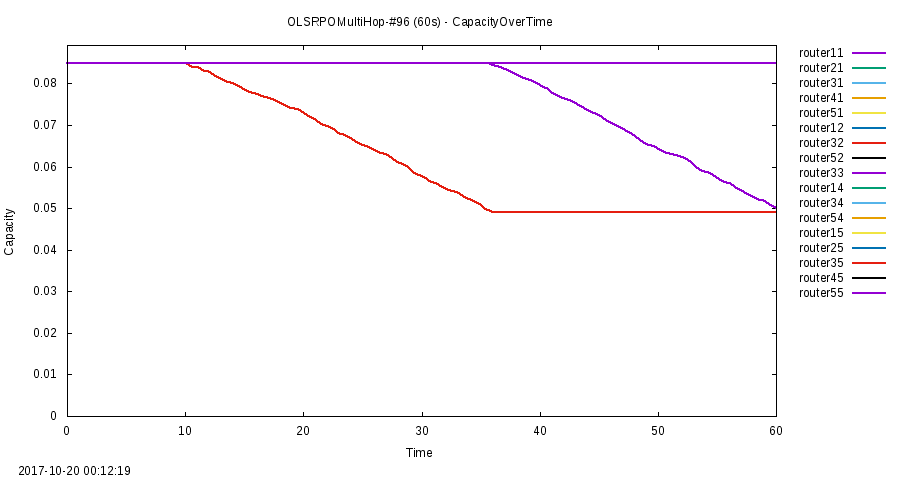 OLSRPOMultiHop-#96 (60s) - CapacityOverTime
router11
router21
router31
router41
router51
router12
router32
router52
router33
router14
router34
router54
router15
router25
router35
router45
router55
0.08
0.07
0.06
0.05
0.04
0.03
0.02
0.01
0
Capacity
0 10 20 30 40 50 60
Time
2017-10-20 00:12:19